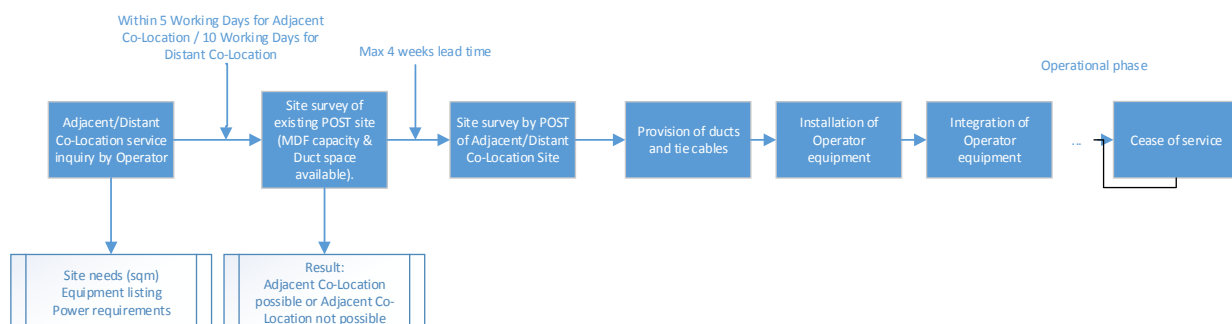 Within 5 Working Days for Adjacent
Co-Location / 10 Working Days for
Distant Co-Location
Max 4 weeks lead time
Operational phase
Adjacent/Distant
Co-Location service
inquiry by Operator
Site survey of
existing POST site
(MDF capacity &
Duct space
available).
Site survey by POST
of Adjacent/Distant
Co-Location Site
Provision of ducts
and tie cables
Installation of
Operator
equipment
Integration of
Operator
equipment
...
Cease of service
Site needs (sqm)
Equipment listing
Power requirements
Result:
Adjacent Co-Location
possible or Adjacent Co-
Location not possible